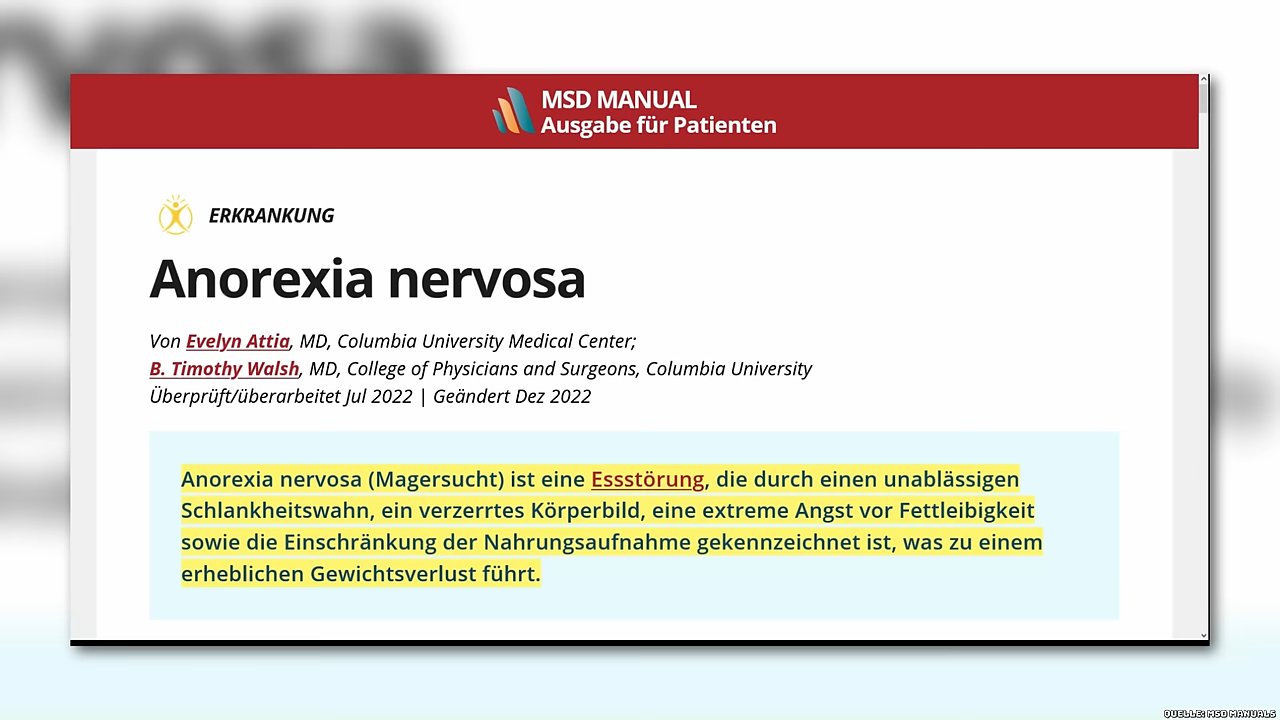 MSD MANUAL
Ausgabe für Patienten
ERKRANKUNG
Anorexia nervosa
Von Evelyn Attia, MD, Columbia University Medical Center;
B. Timothy Walsh, MD, College of Physicians and Surgeons, Columbia University
Überprüft/überarbeitet Jul 2022 | Geändert Dez 2022
Anorexia nervosa (Magersucht) ist eine Essstörung, die durch einen unablässigen
Schlankheitswahn, ein verzerrtes Körperbild, eine extreme Angst vor Fettleibigkeit
sowie die Einschränkung der Nahrungsaufnahme gekennzeichnet ist, was zu einem
erheblichen Gewichtsverlust führt.
QUELLE: MSD MANUALS